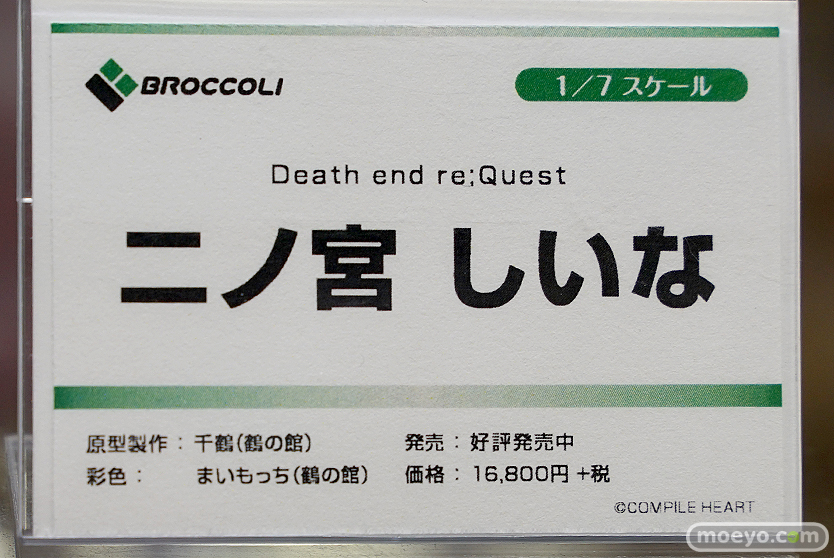 BROCCOLI
1/7 スケール
Death end re;Quest
二ノ宮 しいな
原型製作 : 千鶴(鶴の館)
彩色 : まいもっち(鶴の館)
発売 : 好評発売中
価格 : 16,800円 +税
©COMPILE HEART
moeyo.com